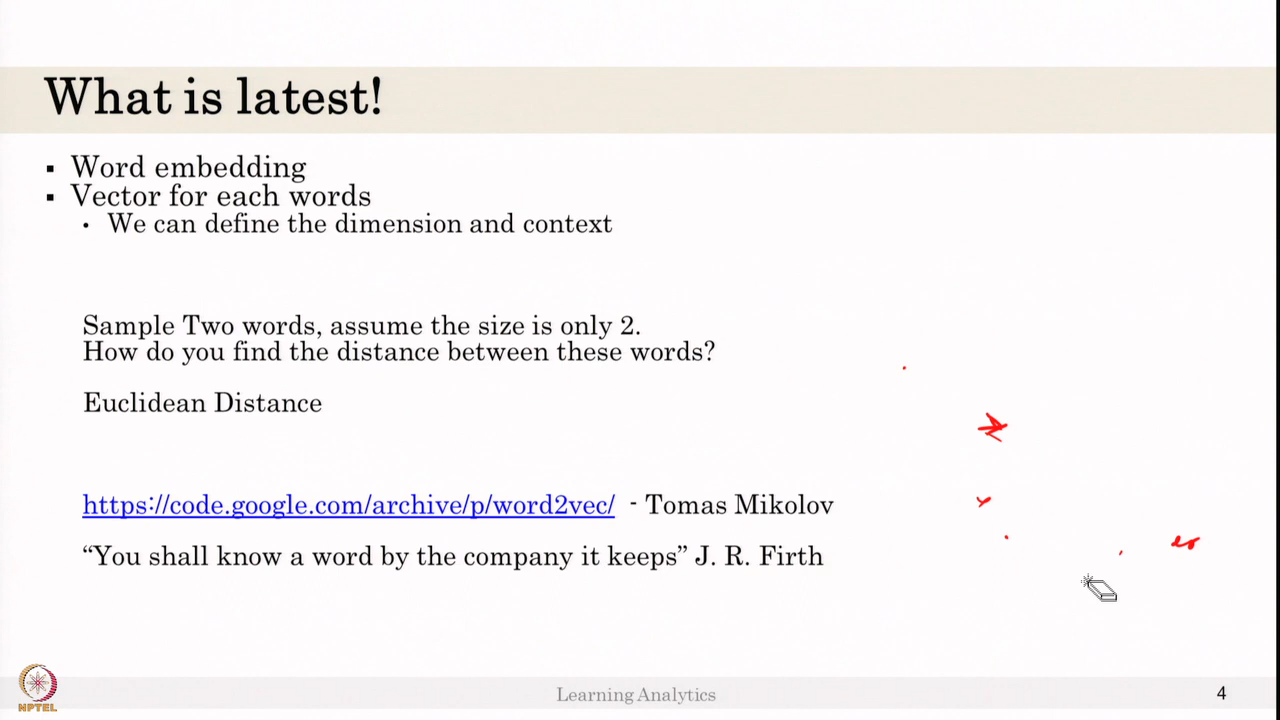 What is latest!
▪ Word embedding
▪ Vector for each words
• We can define the dimension and context
Sample Two words, assume the size is only 2.
How do you find the distance between these words?
Euclidean Distance
https://code.google.com/archive/p/word2vec/ - Tomas Mikolov
“You shall know a word by the company it keeps” J. R. Firth
NPTEL
Learning Analytics
4